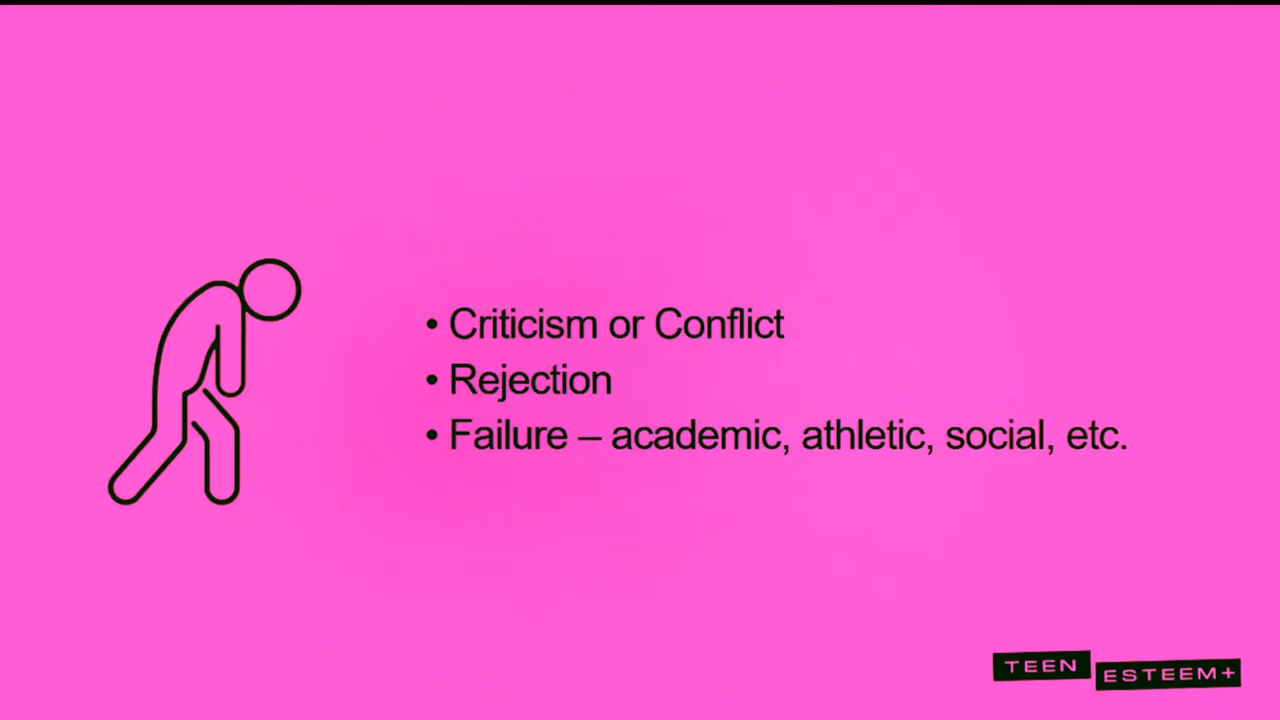 • Criticism or Conflict
• Rejection
• Failure – academic, athletic, social, etc.
TEEN ESTEEM+